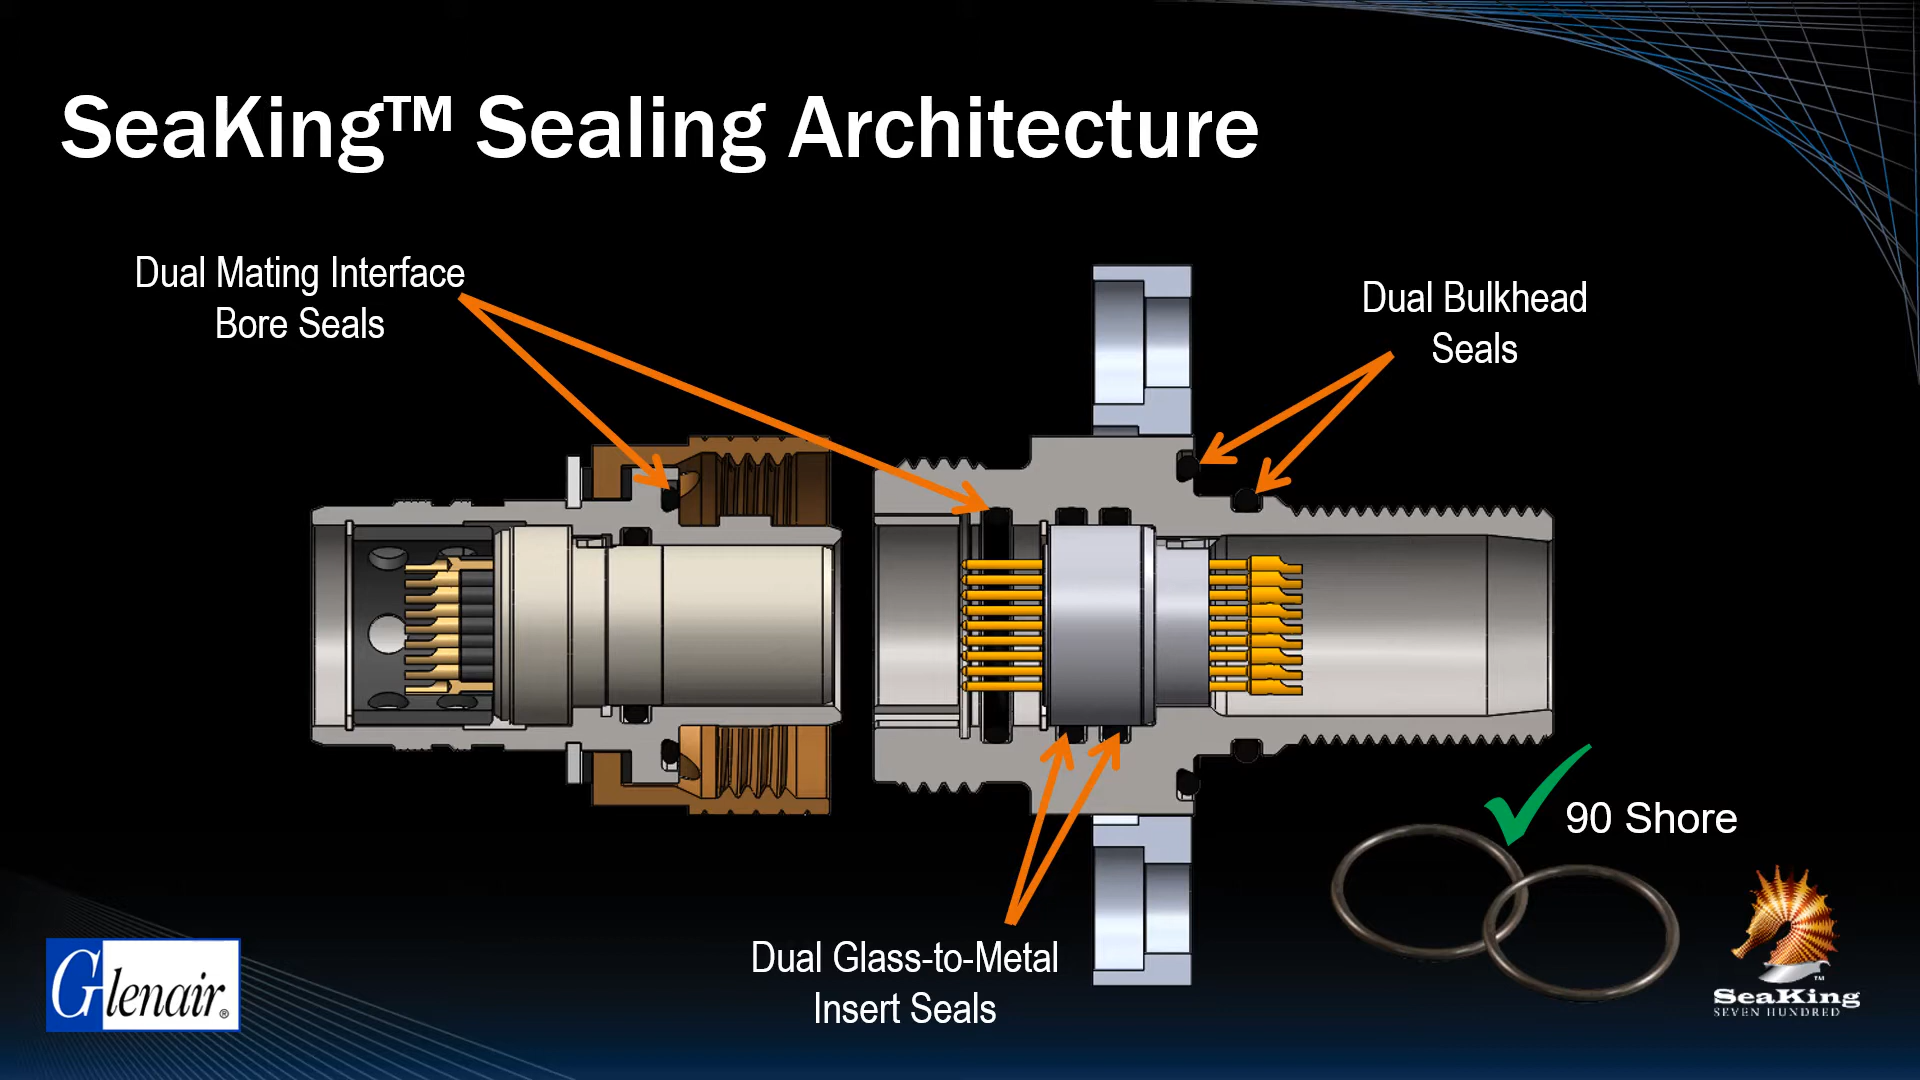 SeaKing™ Sealing Architecture
Dual Mating Interface
Bore Seals
Dual Bulkhead
Seals
Dual Glass-to-Metal
Insert Seals
90 Shore
Glenair®
SeaKing™
SEVEN HUNDRED